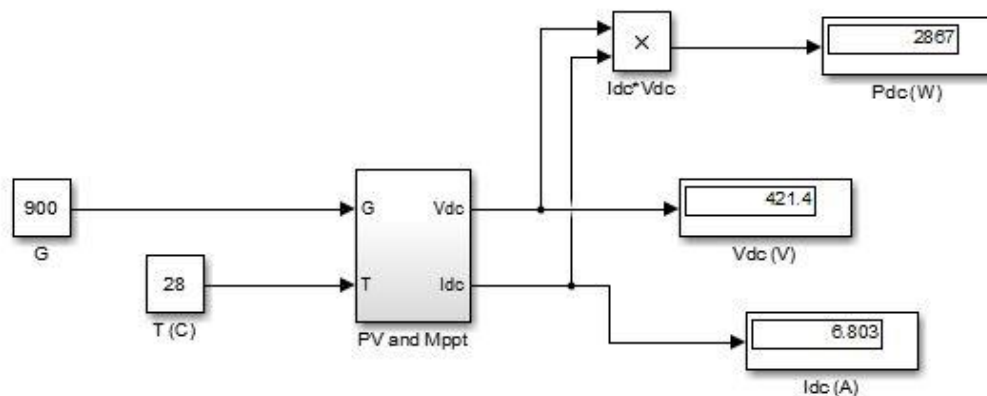 2867
×
Idc*Vdc
Pdc (W)
900
G
G
Vdc
421.4
Vdc (V)
28
T (C)
T
Idc
PV and Mppt
6.803
Idc (A)